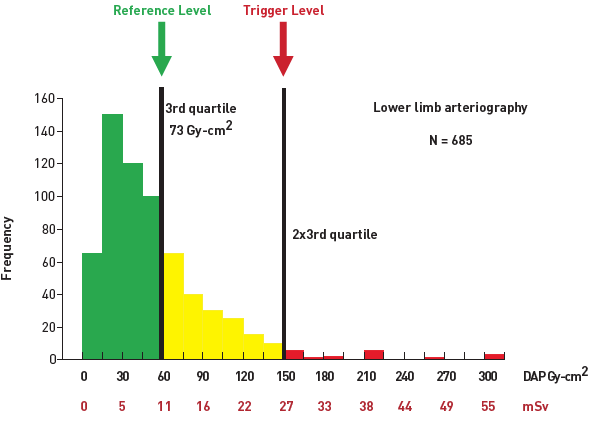 Reference Level
Trigger Level
3rd quartile
73 Gy-cm2
Lower limb arteriography
N = 685
2x3rd quartile
Frequency
160
140
120
100
80
60
40
20
0
0 30 60 90 120 150 180 210 240 270 300 DAP Gy-cm2
0 5 11 16 22 27 33 38 44 49 55 mSv